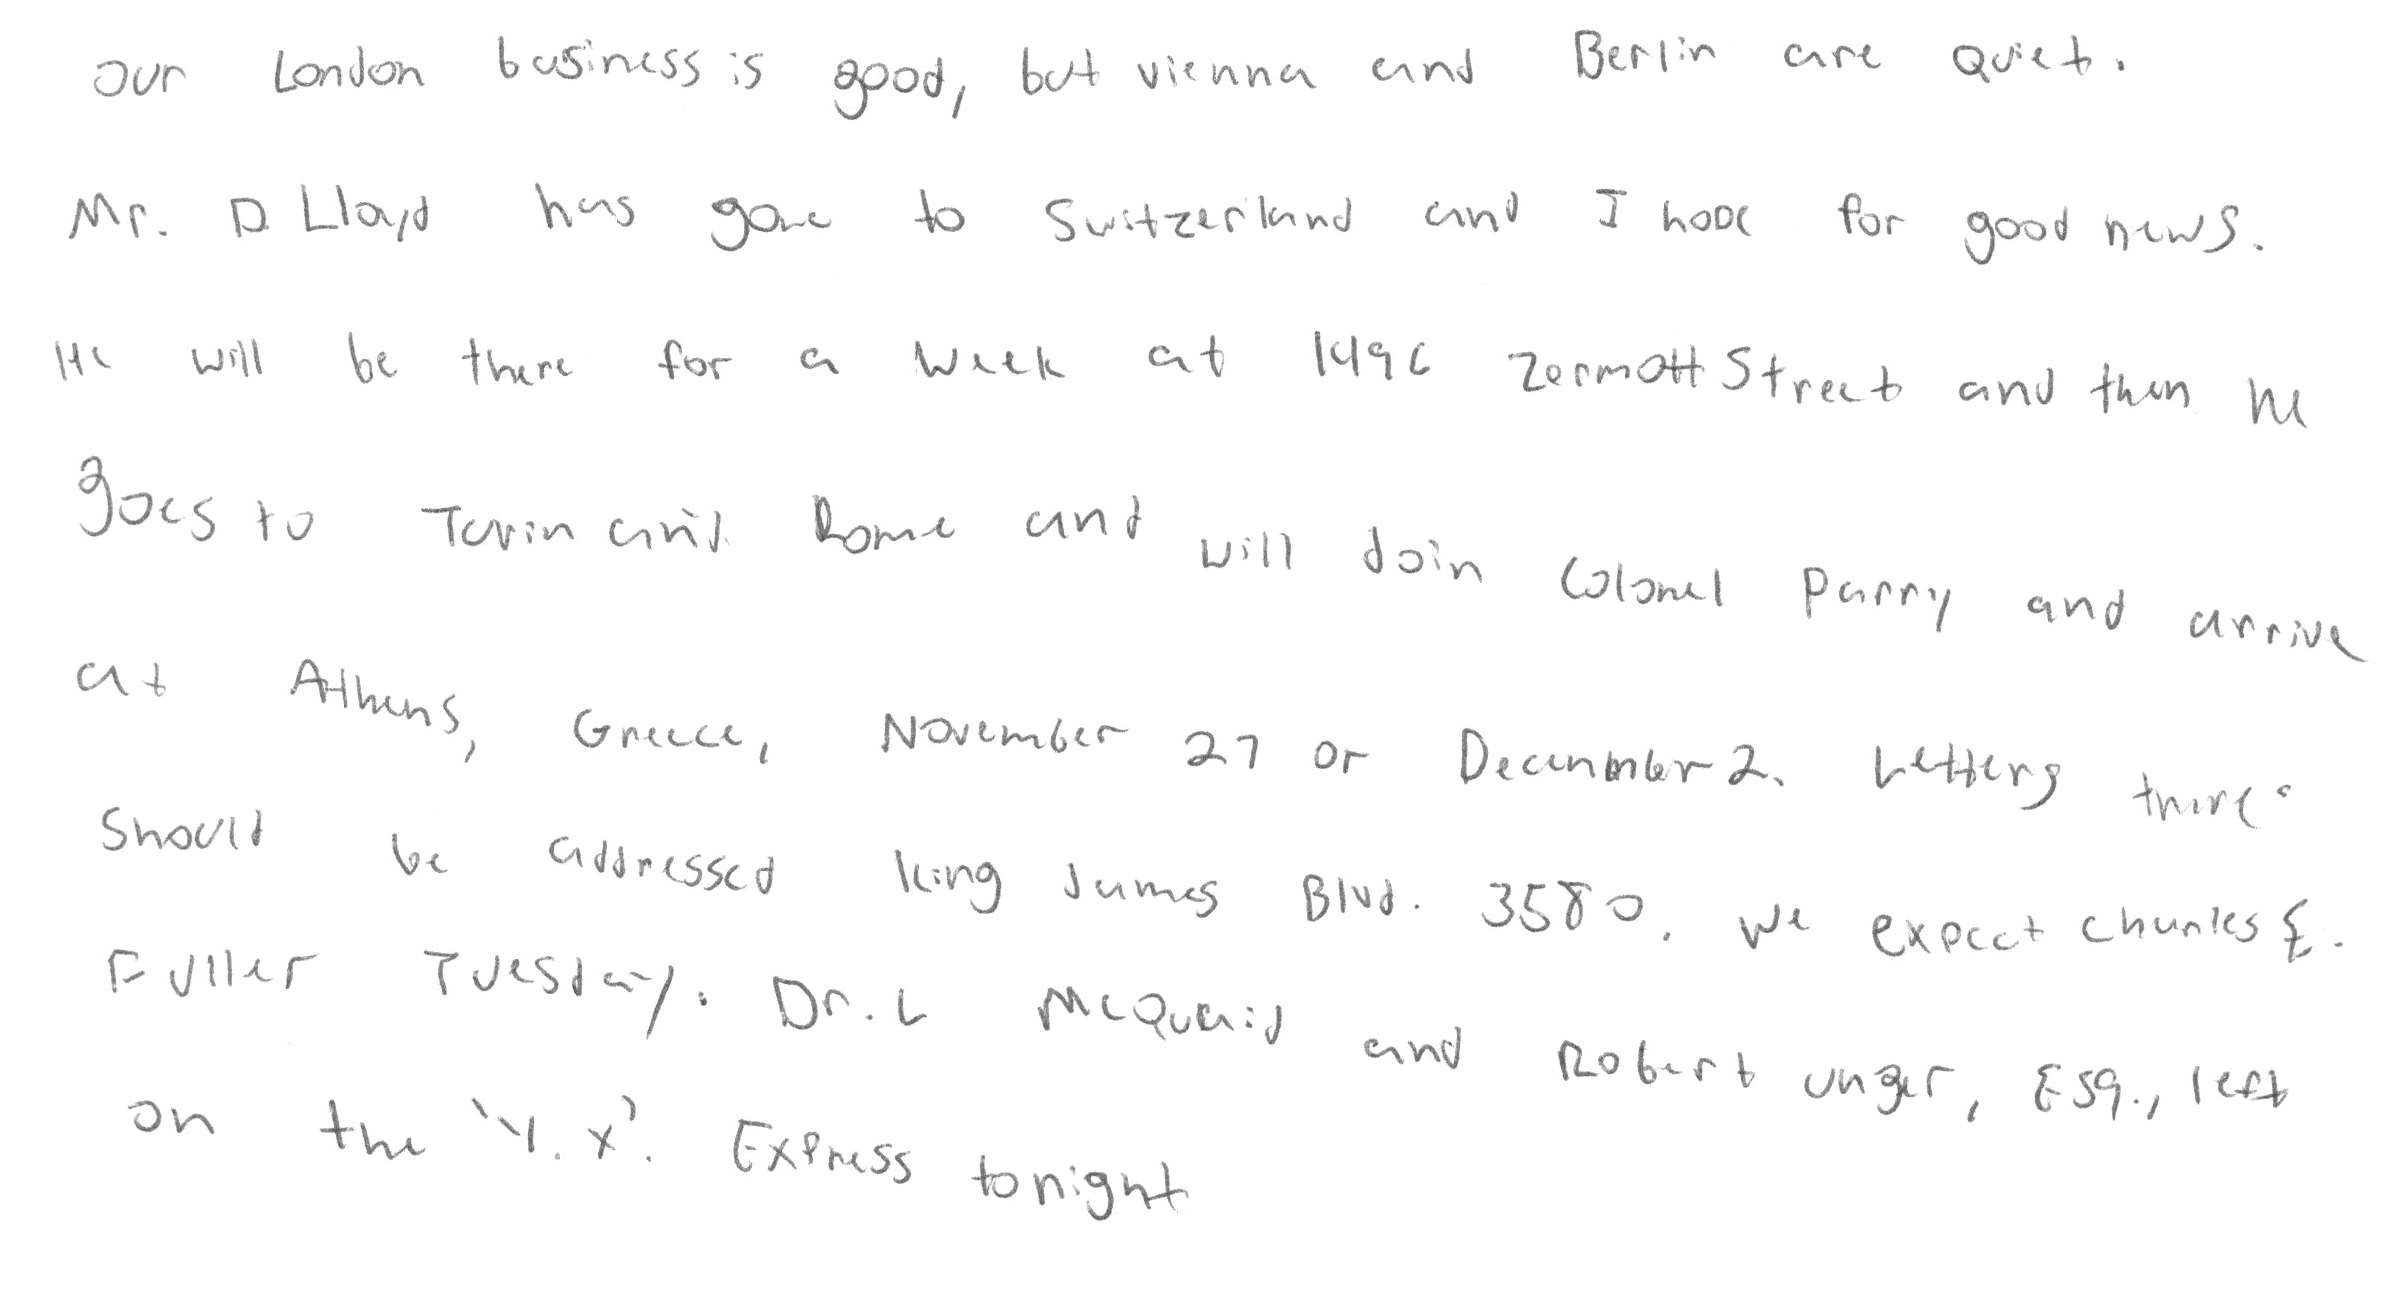 our London business is good, but vienna and Berlin are quiet.
Mr. D. Lloyd has gone to Switzerland and I hope for good news.
He will be there for a week at 1496 Zermott Street and then he
goes to Turin and Rome and will join Colonel Parry and arrive
at Athens, Greece, November 27 or December 2. Letters there
should be addressed King James Blvd. 3580. We expect Charles E.
Fuller Tuesday. Dr. L McQuaid and Robert unger, Esq., left
on the 'Y.X'. Express tonight